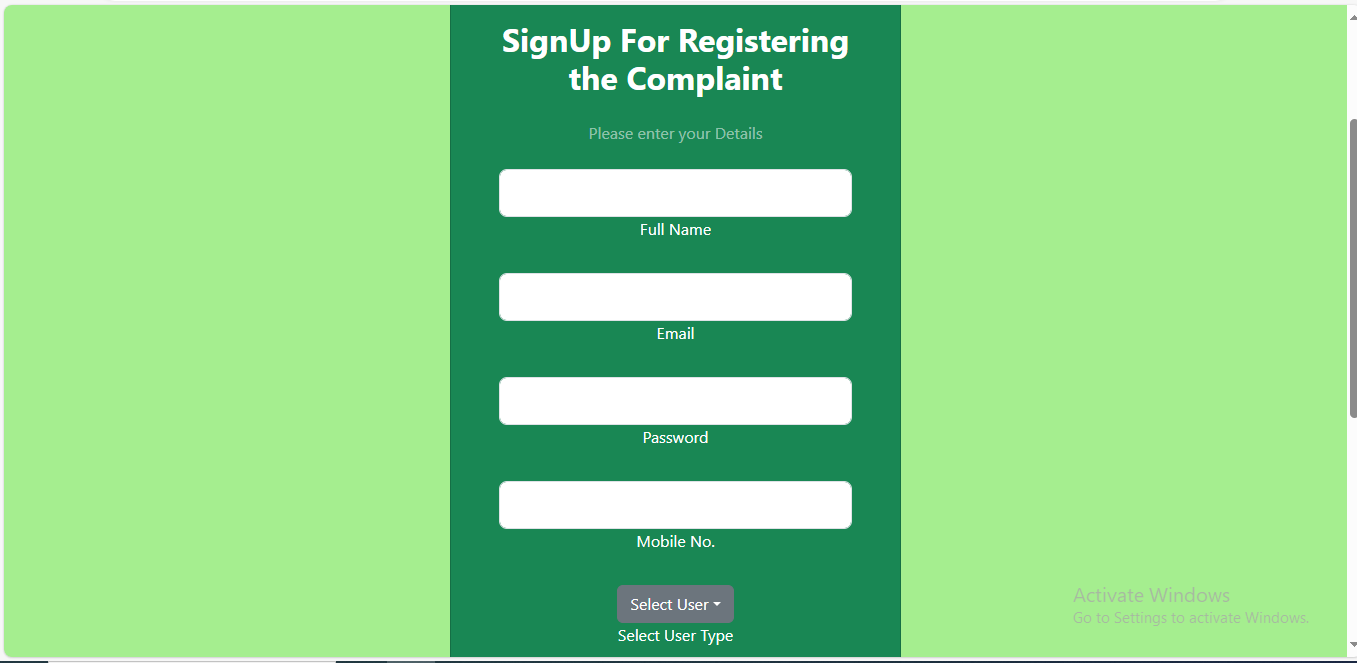 SignUp For Registering
the Complaint
Please enter your Details
Full Name
Email
Password
Mobile No.
Select User
Select User Type
Activate Windows
Go to Settings to activate Windows.